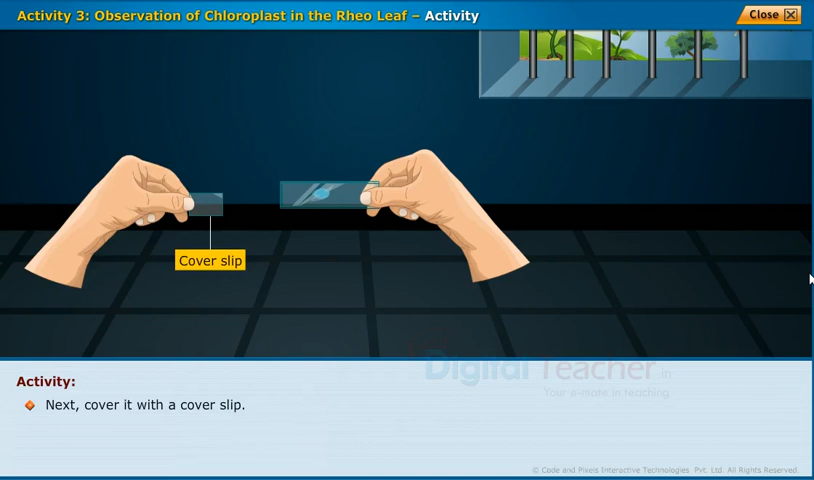 Activity 3: Observation of Chloroplast in the Rheo Leaf – Activity
Close
Cover slip
Activity:
Next, cover it with a cover slip.
Digital Teacher.in
Your e-mate in teaching
© Code and Pixels Interactive Technologies Pvt. Ltd. All Rights Reserved.